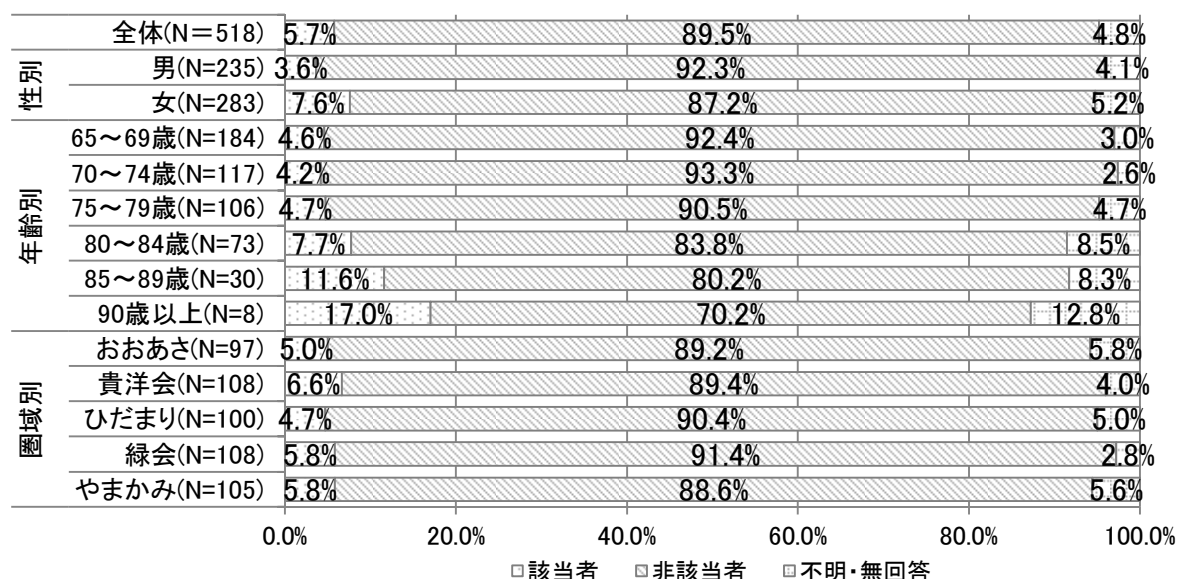 全体(N=518) 5.7% 89.5% 4.8%
性別
男(N=235) 3.6% 92.3% 4.1%
女(N=283) 7.6% 87.2% 5.2%
年齢別
65～69歳(N=184) 4.6% 92.4% 3.0%
70～74歳(N=117) 4.2% 93.3% 2.6%
75～79歳(N=106) 4.7% 90.5% 4.7%
80～84歳(N=73) 7.7% 83.8% 8.5%
85～89歳(N=30) 11.6% 80.2% 8.3%
90歳以上(N=8) 17.0% 70.2% 12.8%
圏域別
おおあさ(N=97) 5.0% 89.2% 5.8%
貴洋会(N=108) 6.6% 89.4% 4.0%
ひだまり(N=100) 4.7% 90.4% 5.0%
緑会(N=108) 5.8% 91.4% 2.8%
やまかみ(N=105) 5.8% 88.6% 5.6%
0.0% 20.0% 40.0% 60.0% 80.0% 100.0%
該当者 非該当者 不明・無回答